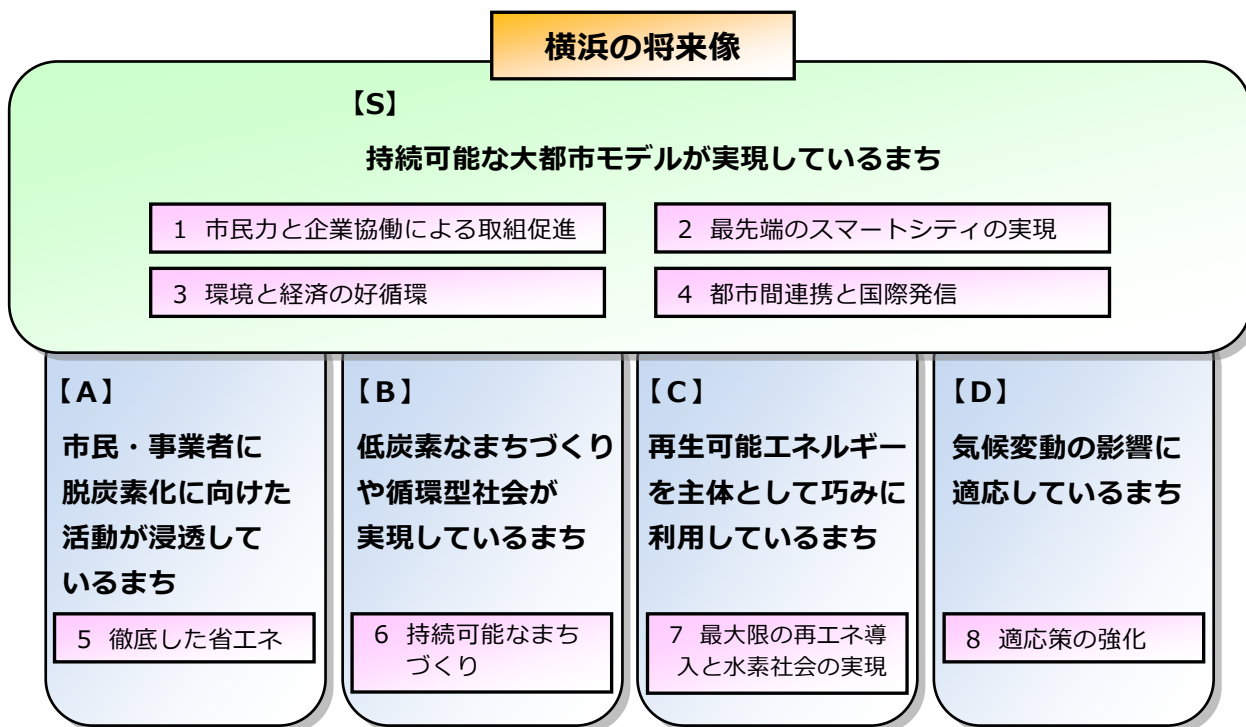 横浜の将来像
【S】
持続可能な大都市モデルが実現しているまち
1 市民力と企業協働による取組促進
2 最先端のスマートシティの実現
3 環境と経済の好循環
4 都市間連携と国際発信
【A】
市民・事業者に
脱炭素化に向けた
活動が浸透して
いるまち
5 徹底した省エネ
【B】
低炭素なまちづくり
や循環型社会が
実現しているまち
6 持続可能なまち
づくり
【C】
再生可能エネルギー
を主体として巧みに
利用しているまち
7 最大限の再エネ導
入と水素社会の実現
【D】
気候変動の影響に
適応しているまち
8 適応策の強化